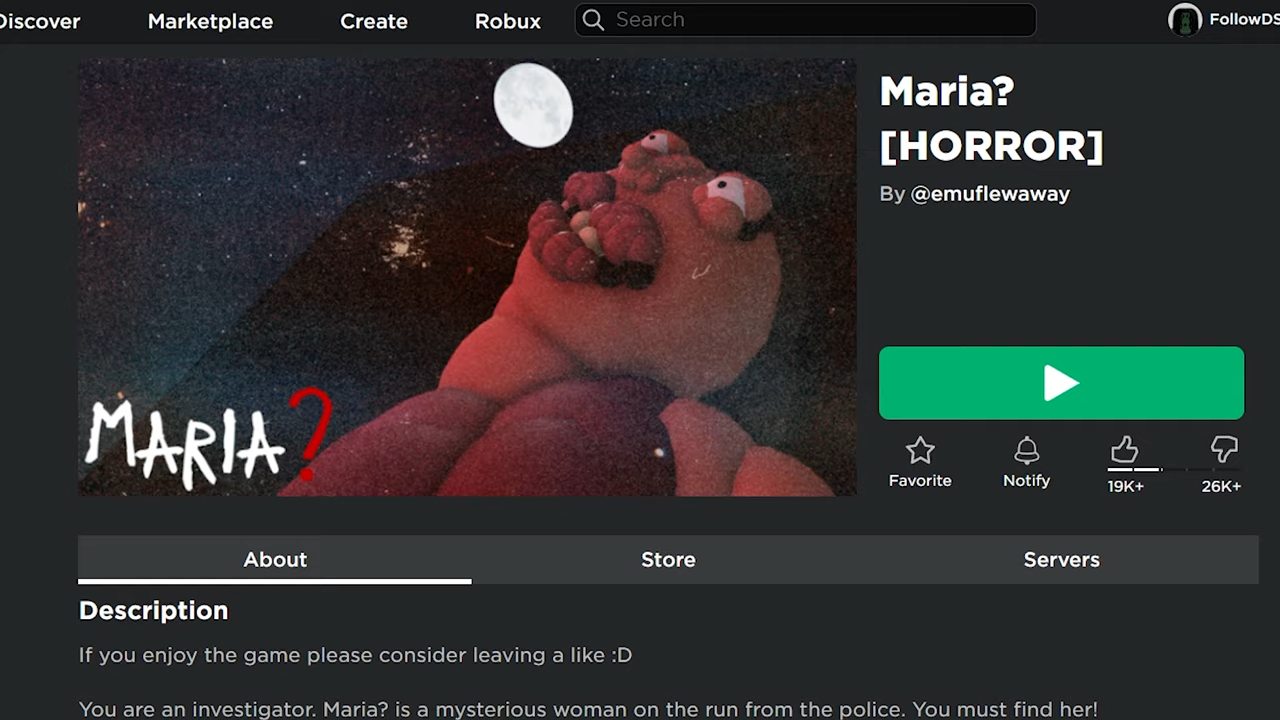 Discover Marketplace Create Robux Search FollowDS
MARIA?
Maria?
[HORROR]
By @emuflewaway
Favorite Notify 19K+ 26K+
About Store Servers
Description
If you enjoy the game please consider leaving a like :D
You are an investigator. Maria? is a mysterious woman on the run from the police. You must find her!